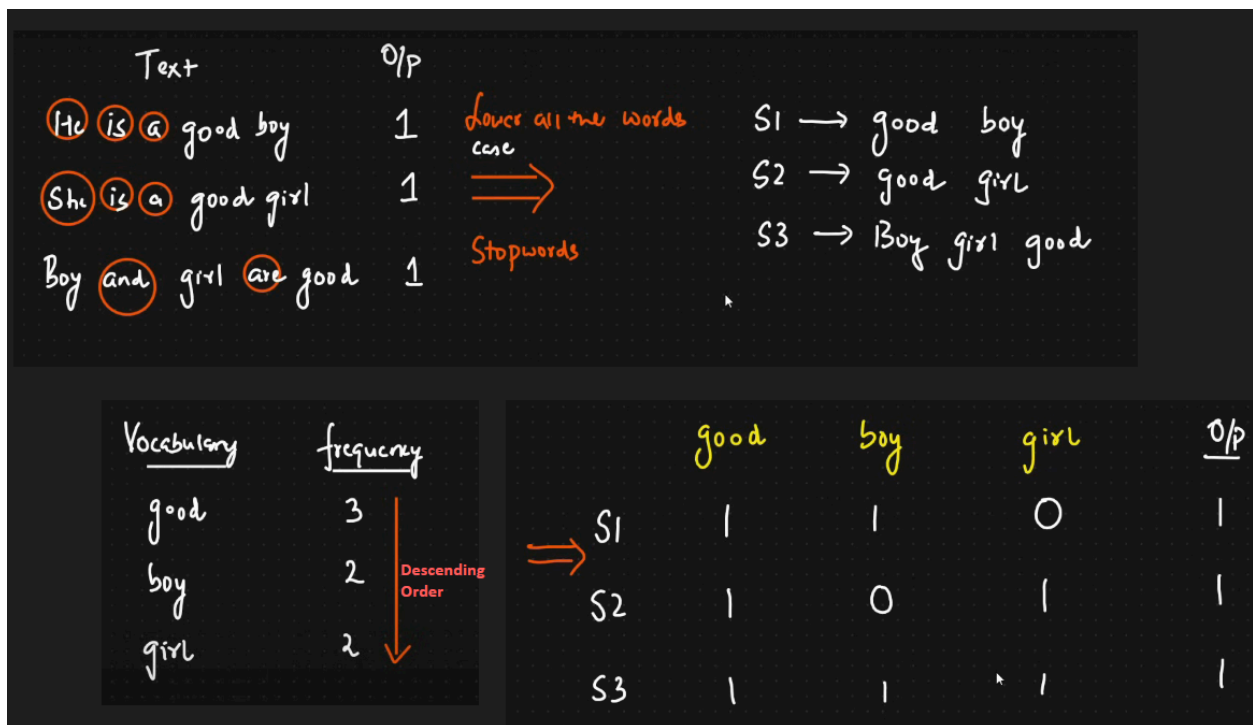 Text O/P
He is a good boy 1
She is a good girl 1
Boy and girl are good 1
Lower all the words
case
Stopwords
S1 → good boy
S2 → good girl
S3 → Boy girl good
Vocabulary frequency
good 3
boy 2
girl 2
Descending
Order
good boy girl O/P
S1 1 1 0 1
S2 1 0 1 1
S3 1 1 1 1